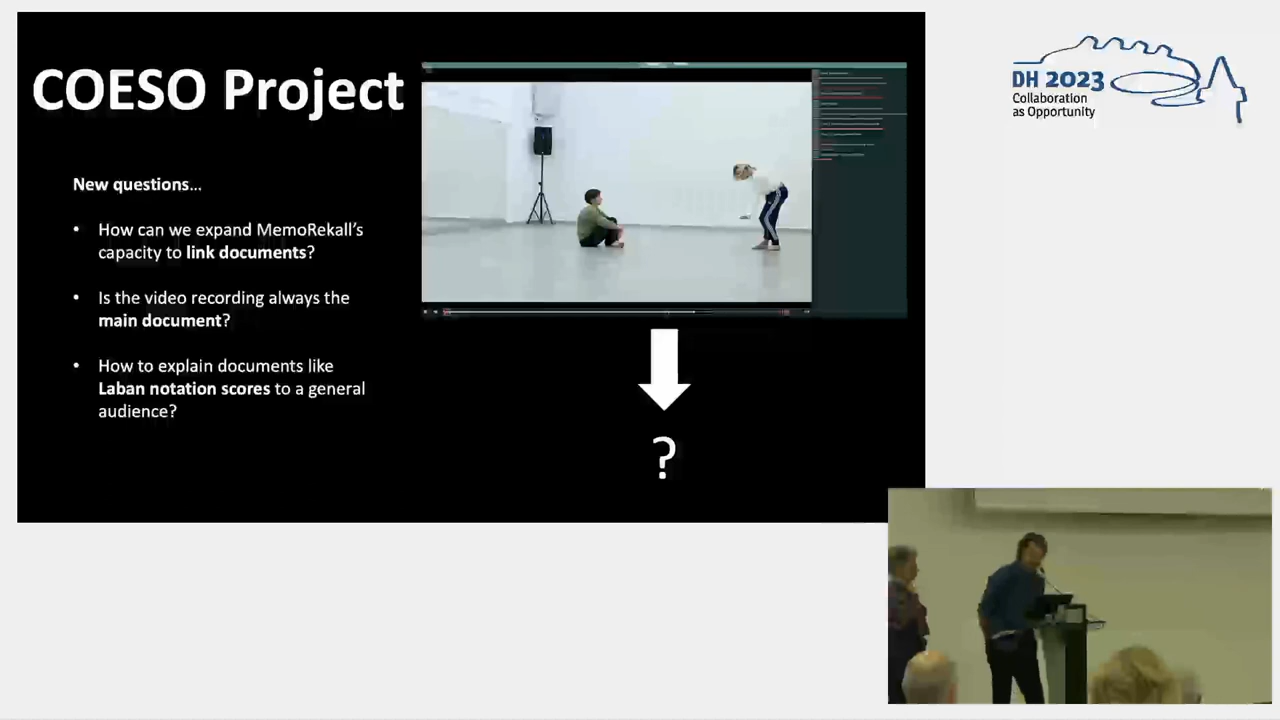 COESO Project
New questions...
• How can we expand MemoRekall's
capacity to link documents?
• Is the video recording always the
main document?
• How to explain documents like
Laban notation scores to a general
audience?
?
DH 2023
Collaboration
as Opportunity